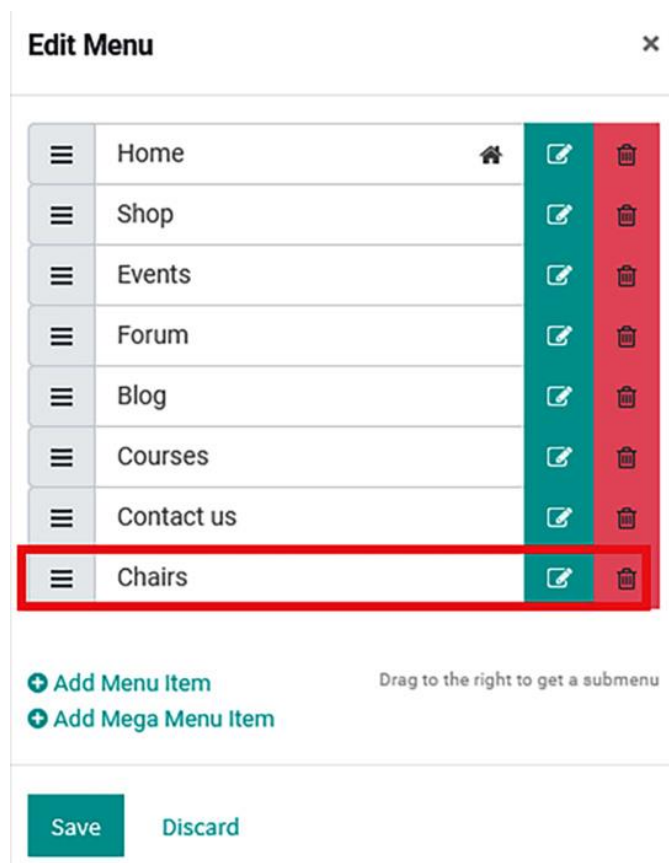 Edit Menu
Home
Shop
Events
Forum
Blog
Courses
Contact us
Chairs
Add Menu Item
Drag to the right to get a submenu
Add Mega Menu Item
Save Discard